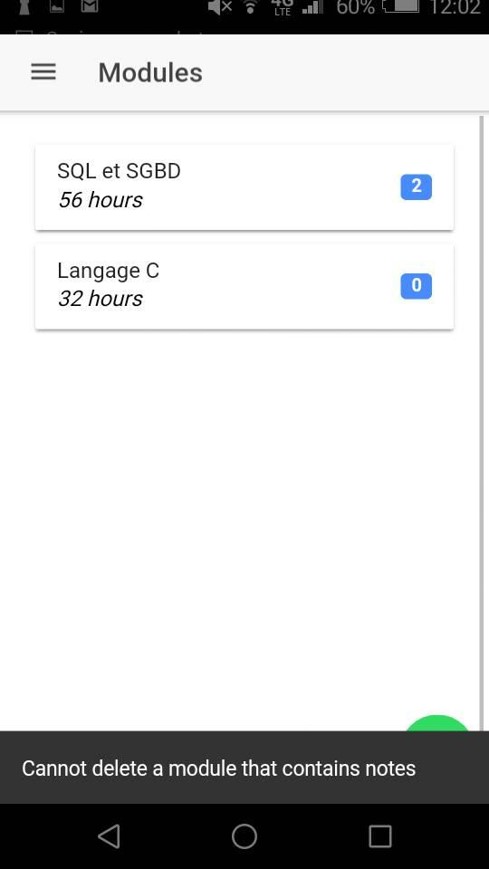 4G
LTE
60%
12:02
Modules
SQL et SGBD
56 hours
2
Langage C
32 hours
0
Cannot delete a module that contains notes